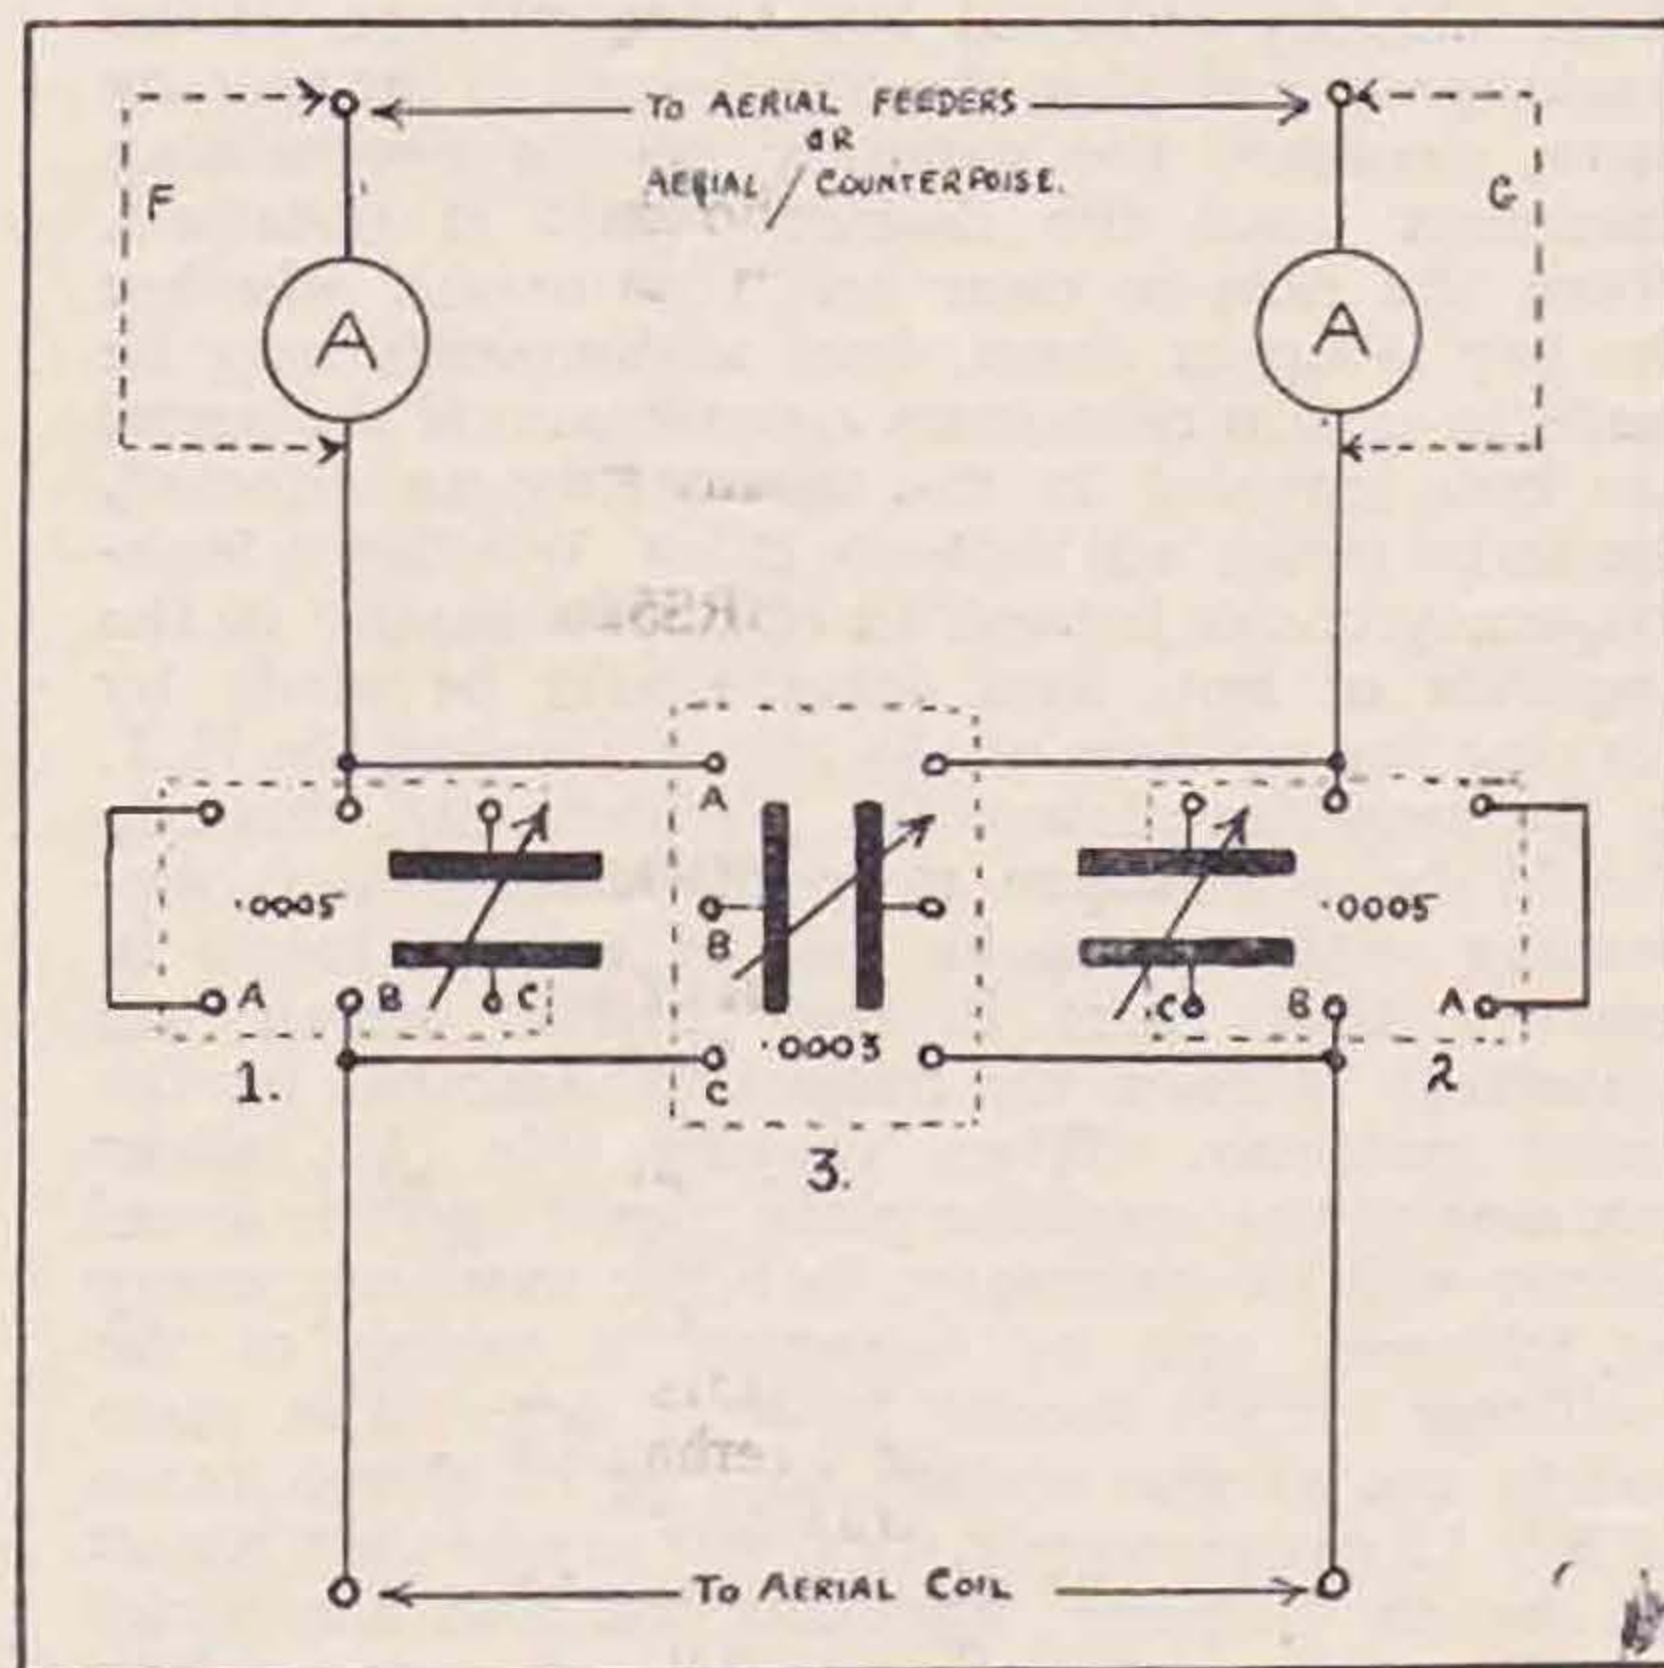 To AERIAL FEEDERS
OR
AERIAL / COUNTERPOISE.
F
G
A
A
A
B
C
.0003
3.
.0005
A
B
C
1.
.0005
.C
B
A
2
To AERIAL COIL